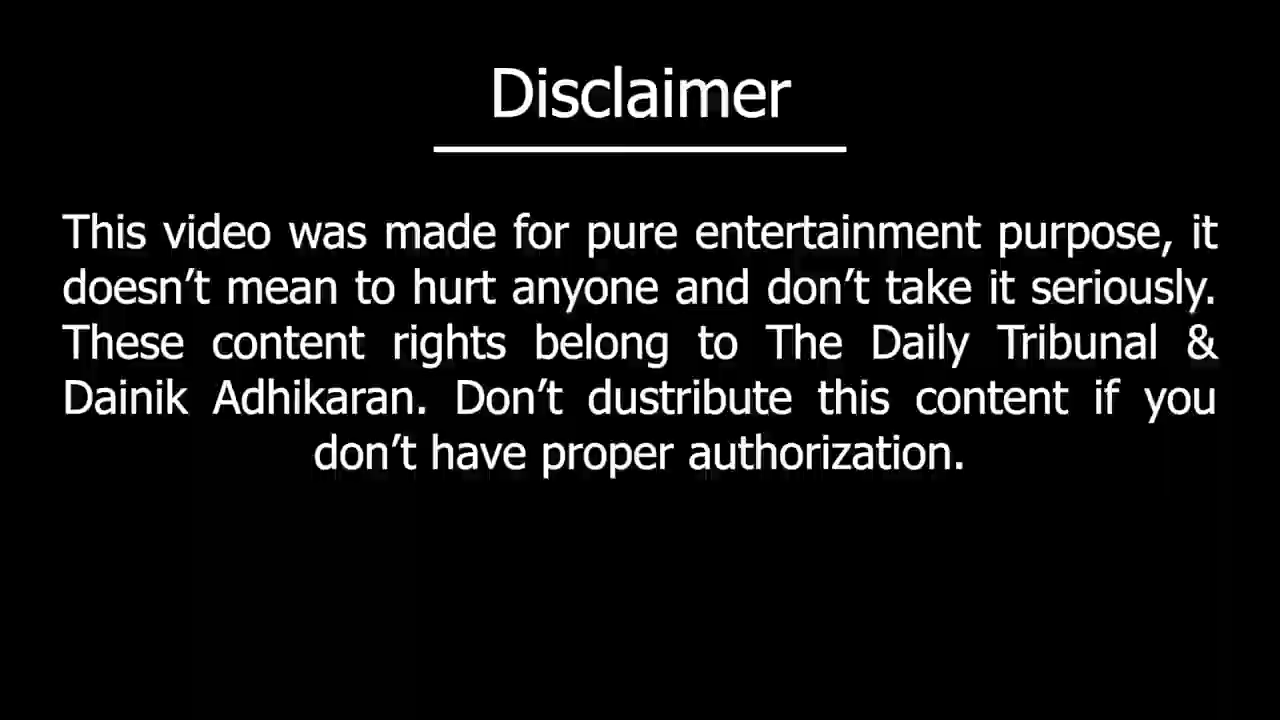 Disclaimer
This video was made for pure entertainment purpose, it
doesn’t mean to hurt anyone and don’t take it seriously.
These content rights belong to The Daily Tribunal &
Dainik Adhikaran. Don’t dustribute this content if you
don’t have proper authorization.